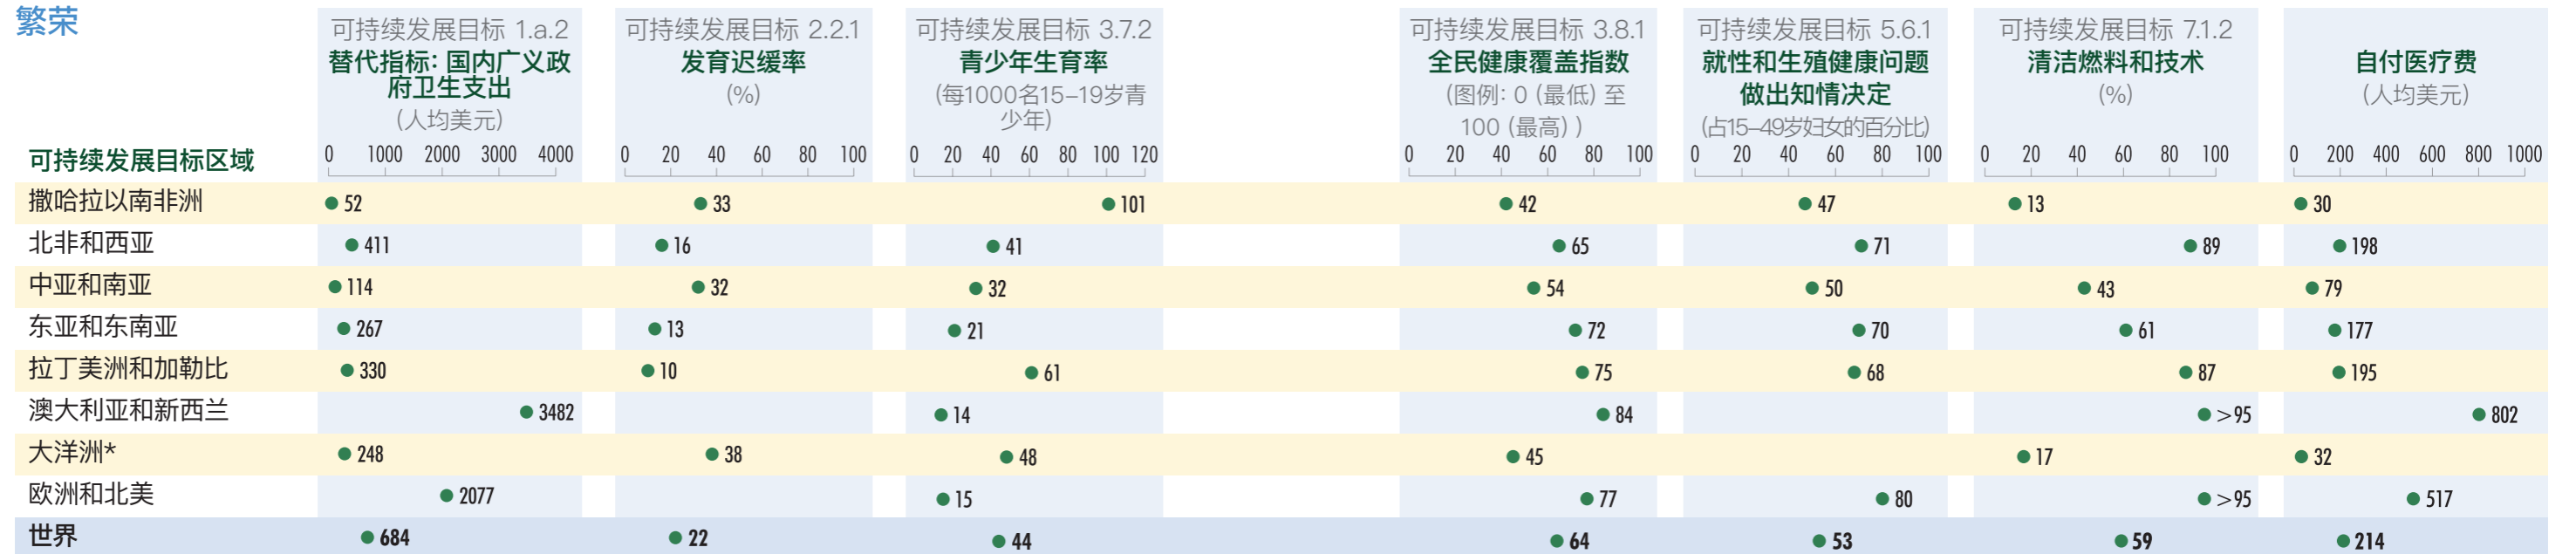 繁荣
可持续发展目标 1.a.2 可持续发展目标 2.2.1 可持续发展目标 3.7.2 可持续发展目标 3.8.1 可持续发展目标 5.6.1 可持续发展目标 7.1.2
替代指标: 国内广义政 发育迟缓率 青少年生育率 全民健康覆盖指数 就性和生殖健康问题 清洁燃料和技术 自付医疗费
府卫生支出 (%) (每1000名15–19岁青 (图例: 0 (最低) 至 做出知情决定 (%) (人均美元)
(人均美元) 少年) 100 (最高) ) (占15–49岁妇女的百分比)
可持续发展目标区域 0 1000 2000 3000 4000 0 20 40 60 80 100 0 20 40 60 80 100 120 0 20 40 60 80 100 0 20 40 60 80 100 0 20 40 60 80 100 0 200 400 600 800 1000
撒哈拉以南非洲 52 33 101 42 47 13 30
北非和西亚 411 16 41 65 71 89 198
中亚和南亚 114 32 32 54 50 43 79
东亚和东南亚 267 13 21 72 70 61 177
拉丁美洲和加勒比 330 10 61 75 68 87 195
澳大利亚和新西兰 3482 14 84 >95 802
大洋洲* 248 38 48 45 17 32
欧洲和北美 2077 15 77 80 >95 517
世界 684 22 44 64 53 59 214